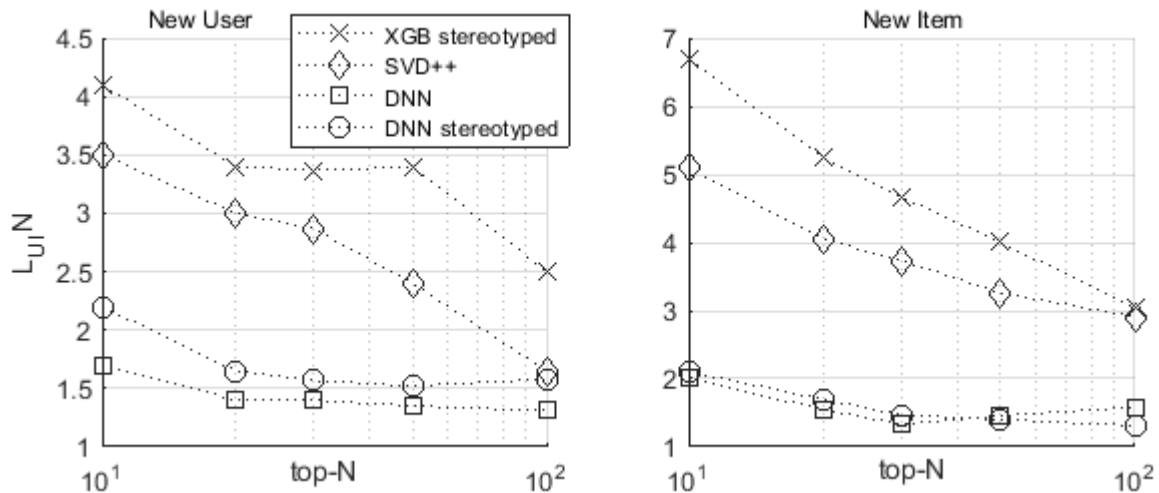 New User
XGB stereotyped
SVD++
DNN
DNN stereotyped
4.5
4
3.5
3
2.5
2
1.5
1
L_UI N
10^1
top-N
10^2
New Item
7
6
5
4
3
2
1
10^1
top-N
10^2